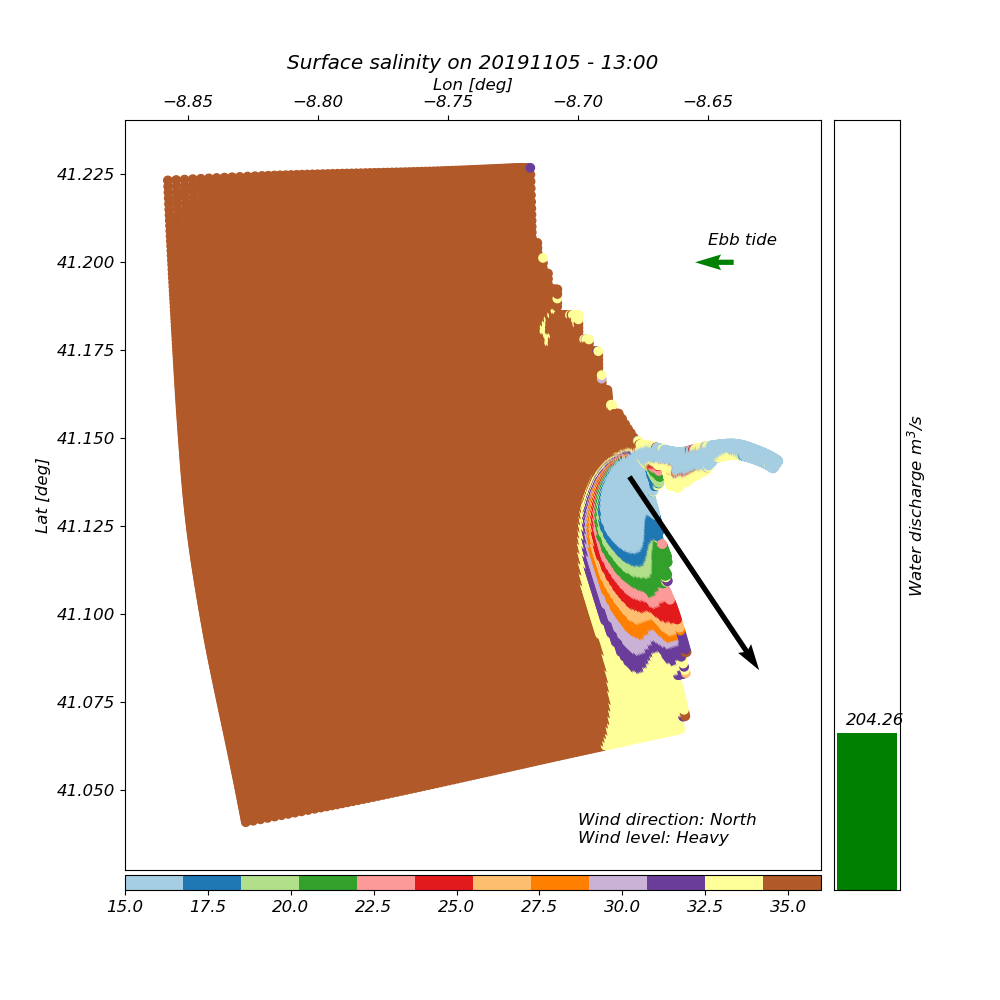 Surface salinity on 20191105 - 13:00
Lon [deg]
−8.85 −8.80 −8.75 −8.70 −8.65
41.225
41.200
41.175
41.150
41.125
41.100
41.075
41.050
Lat [deg]
Ebb tide
Wind direction: North
Wind level: Heavy
15.0 17.5 20.0 22.5 25.0 27.5 30.0 32.5 35.0
204.26
Water discharge m³/s